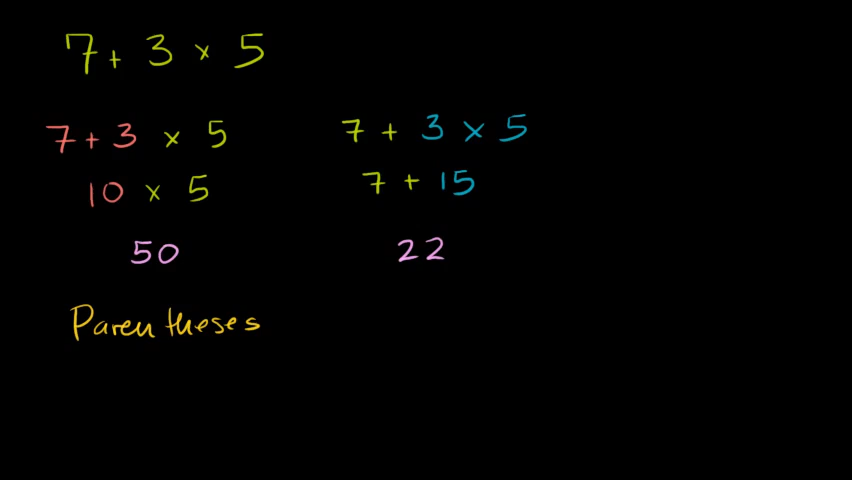 7 + 3 × 5
7 + 3 × 5
10 × 5
50
7 + 3 × 5
7 + 15
22
Parentheses